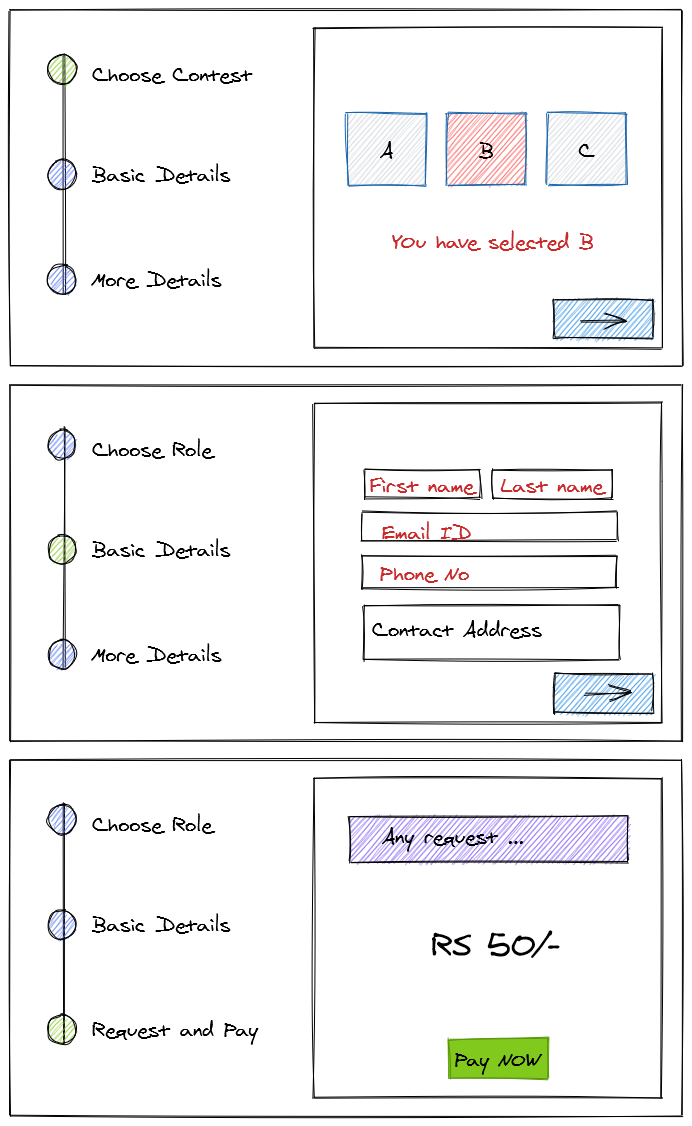 Choose Contest
A B C
Basic Details
You have selected B
More Details
Choose Role
First name Last name
Email ID
Basic Details
Phone No
Contact Address
More Details
Choose Role
Any request ...
Basic Details
RS 50/-
Request and Pay
Pay NOW